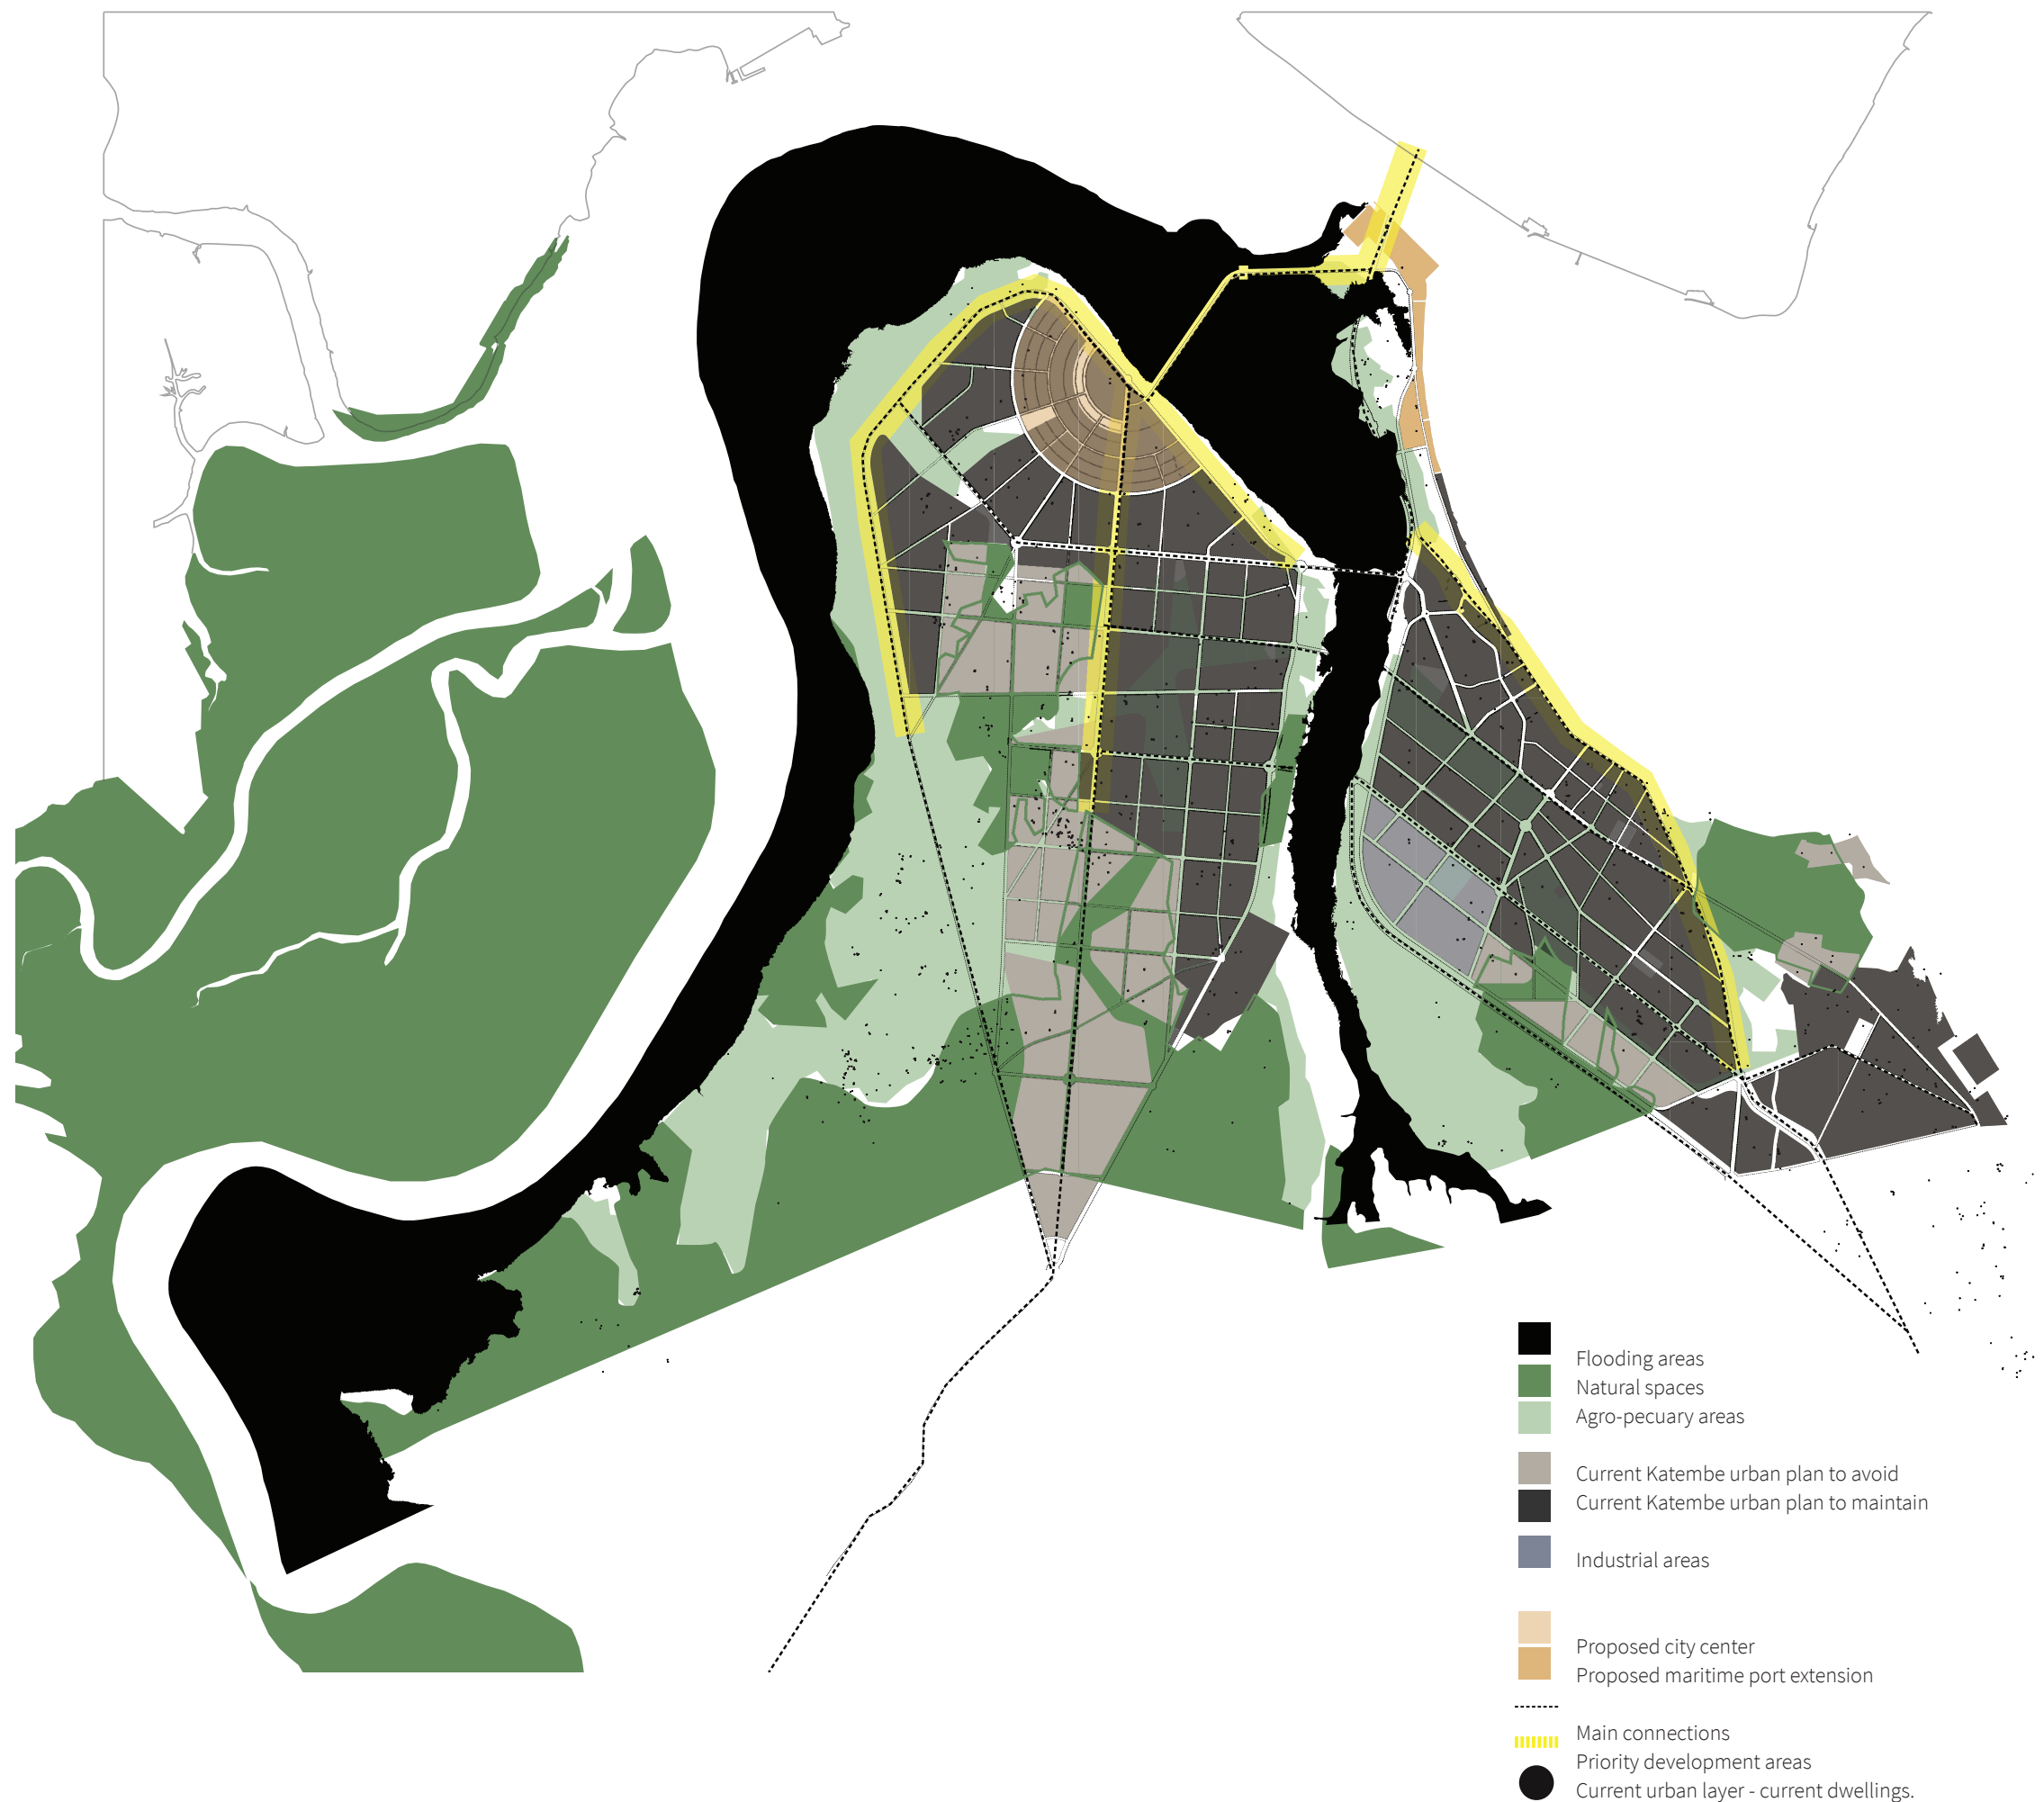 Flooding areas
Natural spaces
Agro-pecuary areas
Current Katembe urban plan to avoid
Current Katembe urban plan to maintain
Industrial areas
Proposed city center
Proposed maritime port extension
Main connections
Priority development areas
Current urban layer - current dwellings.